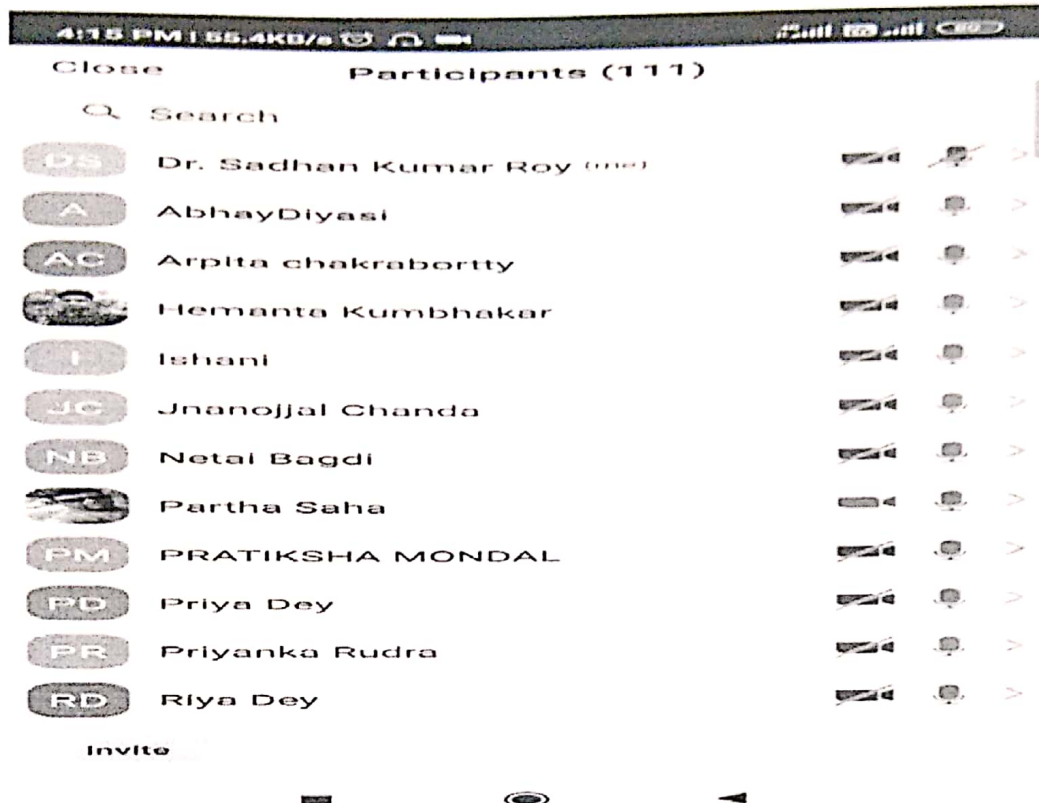 4:15 PM | 55.4KB/s
Close Participants (111)
Search
DS Dr. Sadhan Kumar Roy (me)
A AbhayDiyasi
AC Arpita chakrabortty
Hemanta Kumbhakar
I Ishani
JC Jnanojjal Chanda
NB Netai Bagdi
Partha Saha
PM PRATIKSHA MONDAL
PD Priya Dey
PR Priyanka Rudra
RD Riya Dey
Invite